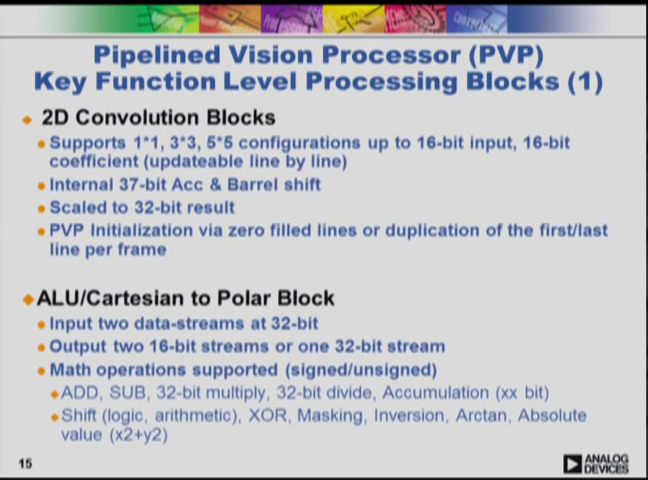 Pipelined Vision Processor (PVP)
Key Function Level Processing Blocks (1)
2D Convolution Blocks
Supports 1*1, 3*3, 5*5 configurations up to 16-bit input, 16-bit
coefficient (updateable line by line)
Internal 37-bit Acc & Barrel shift
Scaled to 32-bit result
PVP Initialization via zero filled lines or duplication of the first/last
line per frame
ALU/Cartesian to Polar Block
Input two data-streams at 32-bit
Output two 16-bit streams or one 32-bit stream
Math operations supported (signed/unsigned)
ADD, SUB, 32-bit multiply, 32-bit divide, Accumulation (xx bit)
Shift (logic, arithmetic), XOR, Masking, Inversion, Arctan, Absolute
value (x2+y2)
15
ANALOG
DEVICES